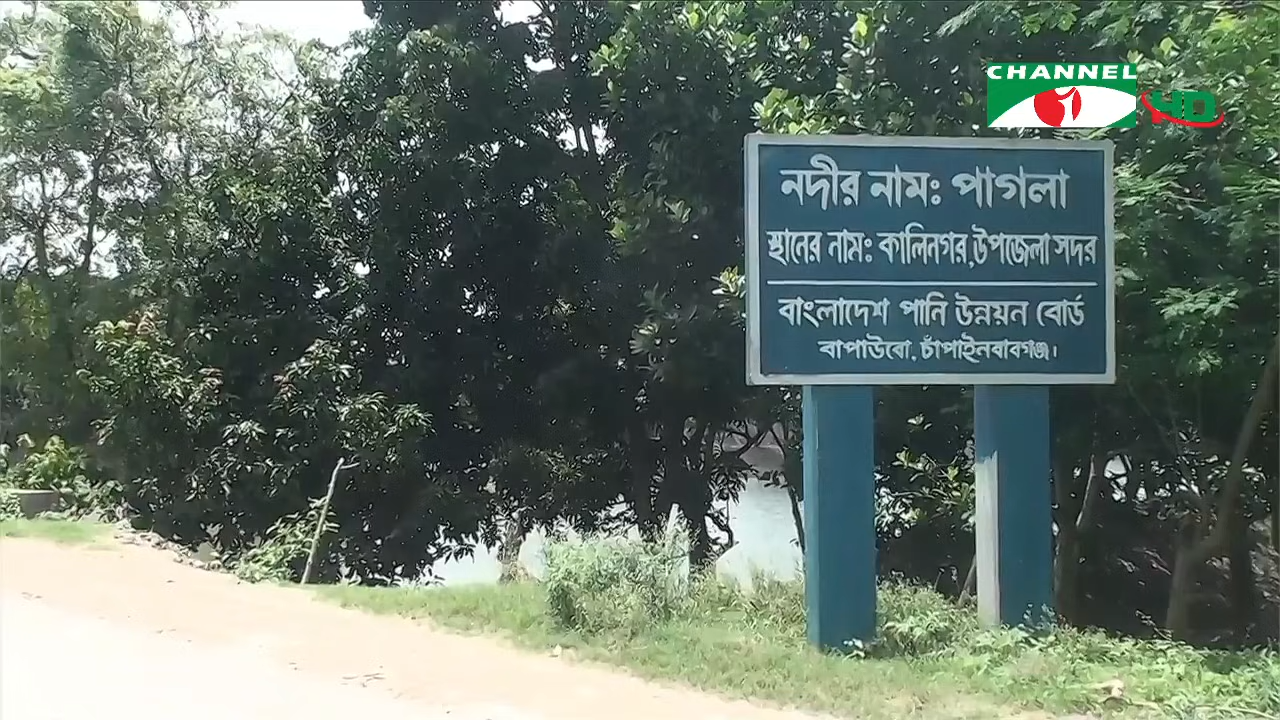 CHANNEL
HD
নদীর নাম: পাগলা
স্থানের নাম: কালিনগর,উপজেলা সদর
বাংলাদেশ পানি উন্নয়ন বোর্ড
বাপাউবো, চাঁপাইনবাবগঞ্জ।